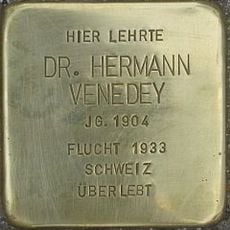 HIER LEHRTE
DR. HERMANN
VENEDEY
JG. 1904
FLUCHT 1933
SCHWEIZ
ÜBERLEBT